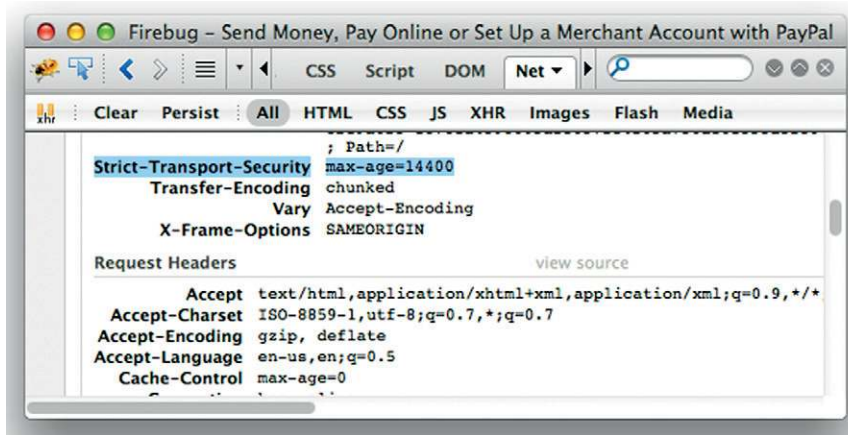 Firebug – Send Money, Pay Online or Set Up a Merchant Account with PayPal
CSS Script DOM Net
xhr Clear Persist All HTML CSS JS XHR Images Flash Media
; Path=/
Strict-Transport-Security max-age=14400
Transfer-Encoding chunked
Vary Accept-Encoding
X-Frame-Options SAMEORIGIN
Request Headers view source
Accept text/html,application/xhtml+xml,application/xml;q=0.9,*/*
Accept-Charset ISO-8859-1,utf-8;q=0.7,*;q=0.7
Accept-Encoding gzip, deflate
Accept-Language en-us,en;q=0.5
Cache-Control max-age=0